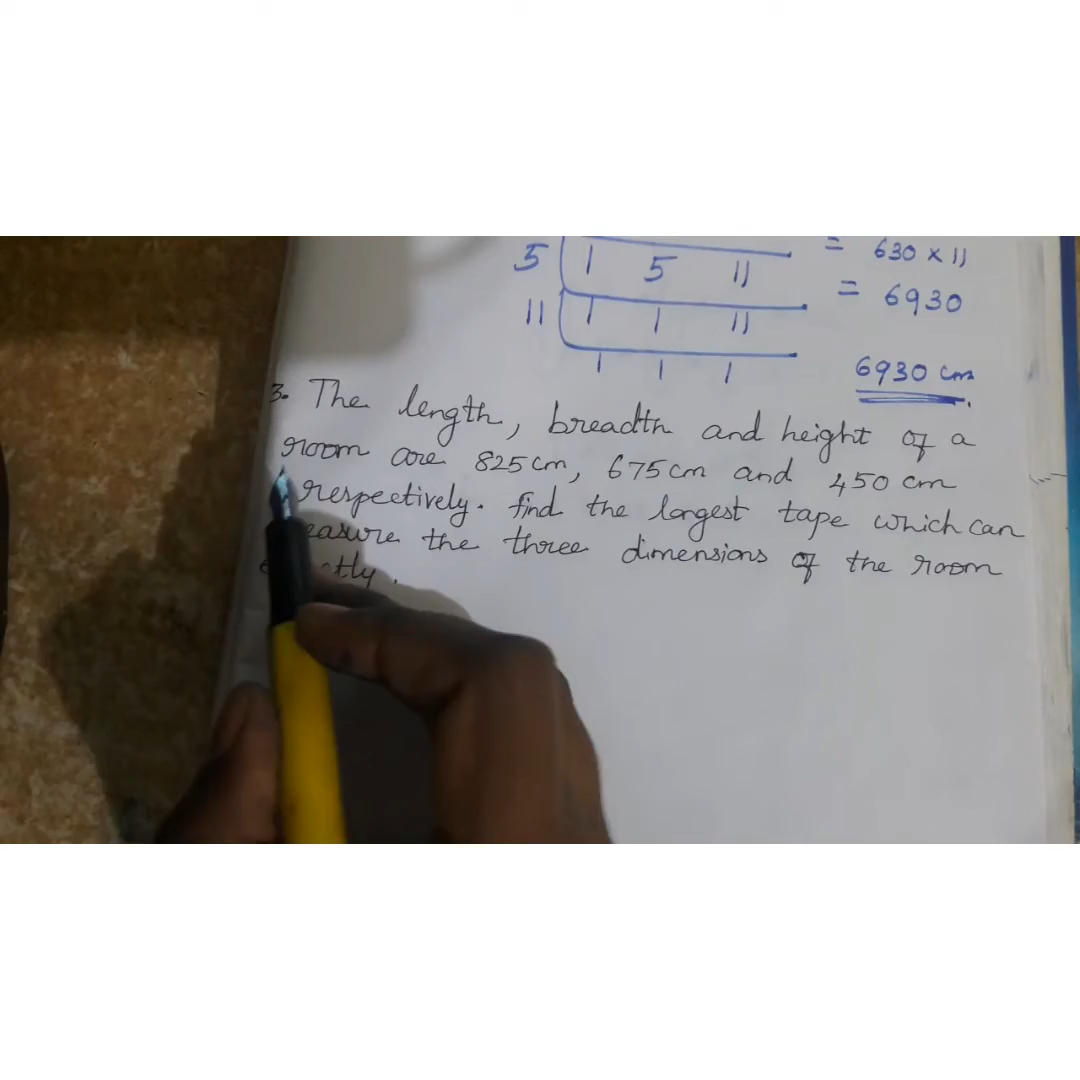 = 630 × 11
5 1 5 11
= 6930
11 1 1 11
1 1 1
6930 cm.
3. The length, breadth and height of a
room are 825 cm, 675 cm and 450 cm
respectively. find the largest tape which can
the three dimensions of the room